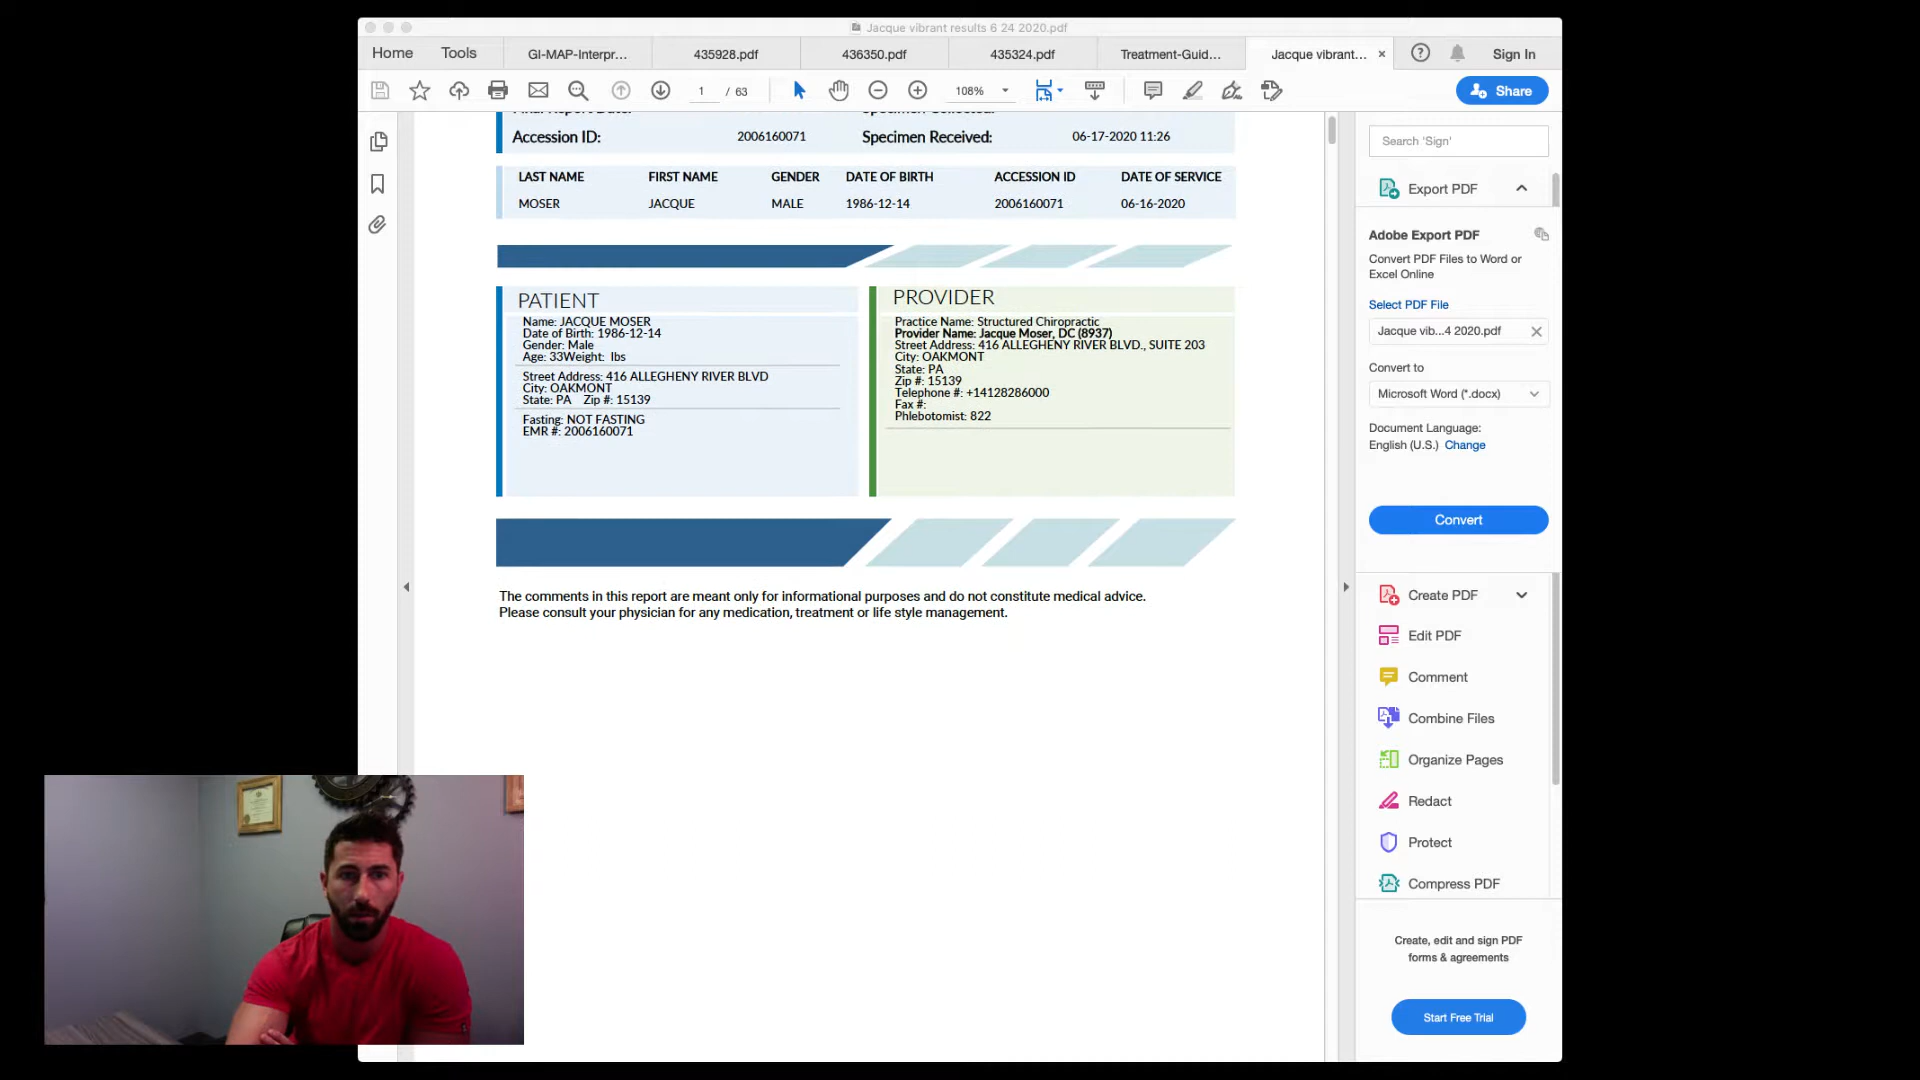 Jacque vibrant results 6 24 2020.pdf
Home
Tools
GI-MAP-Interpr...
435928.pdf
436350.pdf
435324.pdf
Treatment-Guid...
Jacque vibrant...
Sign In
1 / 63
108%
Share
Accession ID: 2006160071 Specimen Received: 06-17-2020 11:26
LAST NAME FIRST NAME GENDER DATE OF BIRTH ACCESSION ID DATE OF SERVICE
MOSER JACQUE MALE 1986-12-14 2006160071 06-16-2020
PATIENT
Name: JACQUE MOSER
Date of Birth: 1986-12-14
Gender: Male
Age: 33Weight: lbs
Street Address: 416 ALLEGHENY RIVER BLVD
City: OAKMONT
State: PA Zip #: 15139
Fasting: NOT FASTING
EMR #: 2006160071
PROVIDER
Practice Name: Structured Chiropractic
Provider Name: Jacque Moser, DC (8937)
Street Address: 416 ALLEGHENY RIVER BLVD., SUITE 203
City: OAKMONT
State: PA
Zip #: 15139
Telephone #: +14128286000
Fax #:
Phlebotomist: 822
The comments in this report are meant only for informational purposes and do not constitute medical advice.
Please consult your physician for any medication, treatment or life style management.
Search 'Sign'
Export PDF
Adobe Export PDF
Convert PDF Files to Word or
Excel Online
Select PDF File
Jacque vib...4 2020.pdf
Convert to
Microsoft Word (*.docx)
Document Language:
English (U.S.) Change
Convert
Create PDF
Edit PDF
Comment
Combine Files
Organize Pages
Redact
Protect
Compress PDF
Create, edit and sign PDF
forms & agreements
Start Free Trial